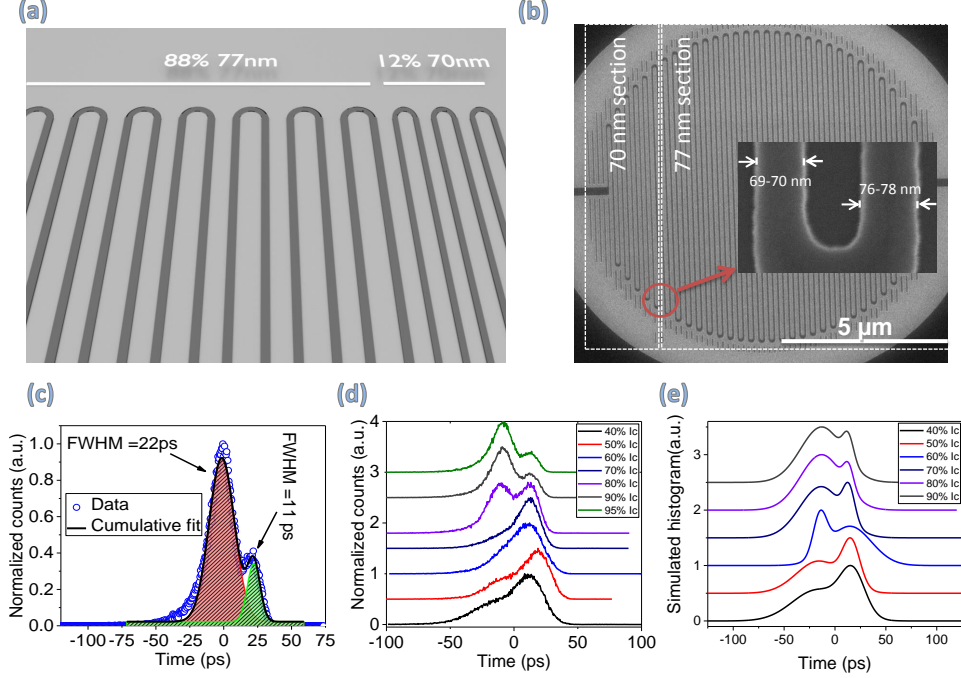 (a)
88% 77nm
12% 70nm
(b)
70 nm section
77 nm section
69-70 nm
76-78 nm
5 µm
(c)
Normalized counts (a.u.)
1.0
0.8
0.6
0.4
0.2
0.0
FWHM =22ps
FWHM =11 ps
Data
Cumulative fit
-100 -75 -50 -25 0 25 50 75
Time (ps)
(d)
Normalized counts (a.u.)
4
3
2
1
0
40% Ic
50% Ic
60% Ic
70% Ic
80% Ic
90% Ic
95% Ic
-100 -50 0 50 100
Time (ps)
(e)
Simulated histogram(a.u.)
3
2
1
0
40% Ic
50% Ic
60% Ic
70% Ic
80% Ic
90% Ic
-100 -50 0 50 100
Time (ps)